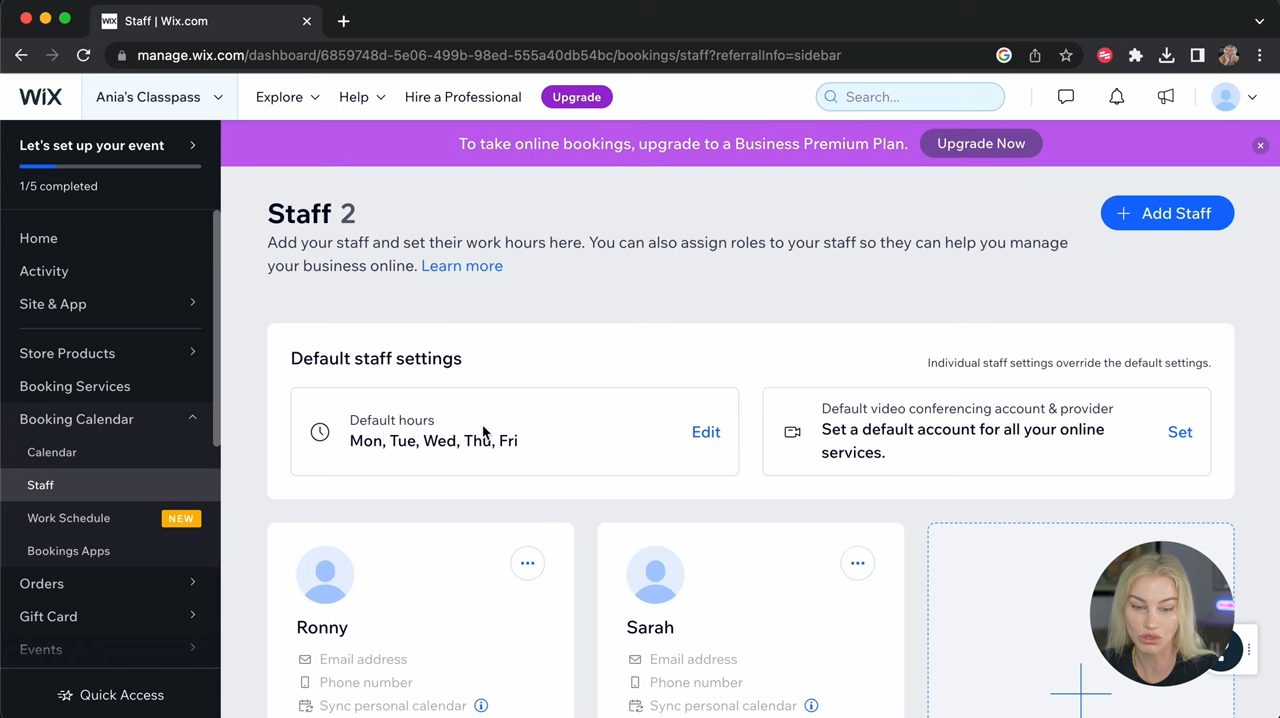 WiX Staff | Wix.com
manage.wix.com/dashboard/6859748d-5e06-499b-98ed-555a40db54bc/bookings/staff?referralInfo=sidebar
WiX Ania's Classpass Explore Help Hire a Professional Upgrade Search...
Let's set up your event
1/5 completed
To take online bookings, upgrade to a Business Premium Plan. Upgrade Now
Home
Activity
Site & App
Store Products
Booking Services
Booking Calendar
Calendar
Staff
Work Schedule NEW
Bookings Apps
Orders
Gift Card
Events
Quick Access
Staff 2
+ Add Staff
Add your staff and set their work hours here. You can also assign roles to your staff so they can help you manage
your business online. Learn more
Default staff settings
Individual staff settings override the default settings.
Default hours
Mon, Tue, Wed, Thu, Fri
Edit
Default video conferencing account & provider
Set a default account for all your online
services.
Set
Ronny
Email address
Phone number
Sync personal calendar
Sarah
Email address
Phone number
Sync personal calendar